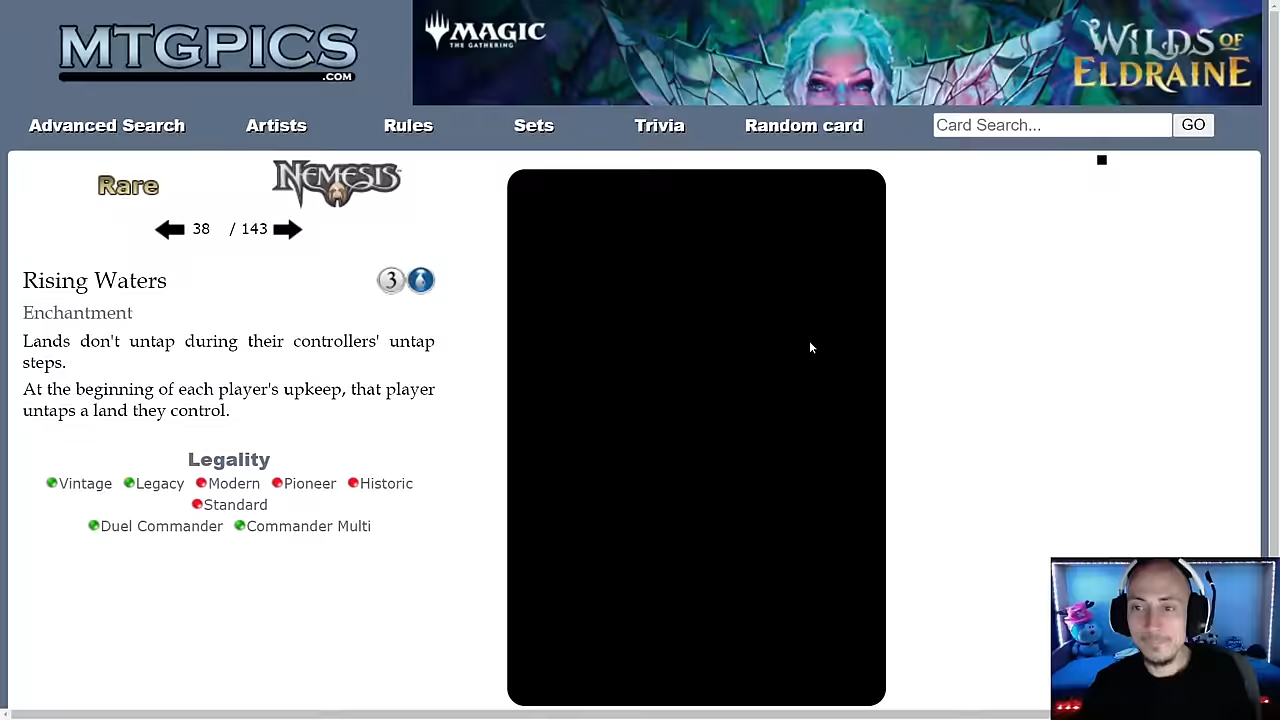 MTGPICS
.COM
MAGIC
THE GATHERING
WILDS OF
ELDRAINE
Advanced Search Artists Rules Sets Trivia Random card Card Search... GO
Rare NEMESIS
38 / 143
Rising Waters 3
Enchantment
Lands don't untap during their controllers' untap
steps.
At the beginning of each player's upkeep, that player
untaps a land they control.
Legality
Vintage Legacy Modern Pioneer Historic
Standard
Duel Commander Commander Multi